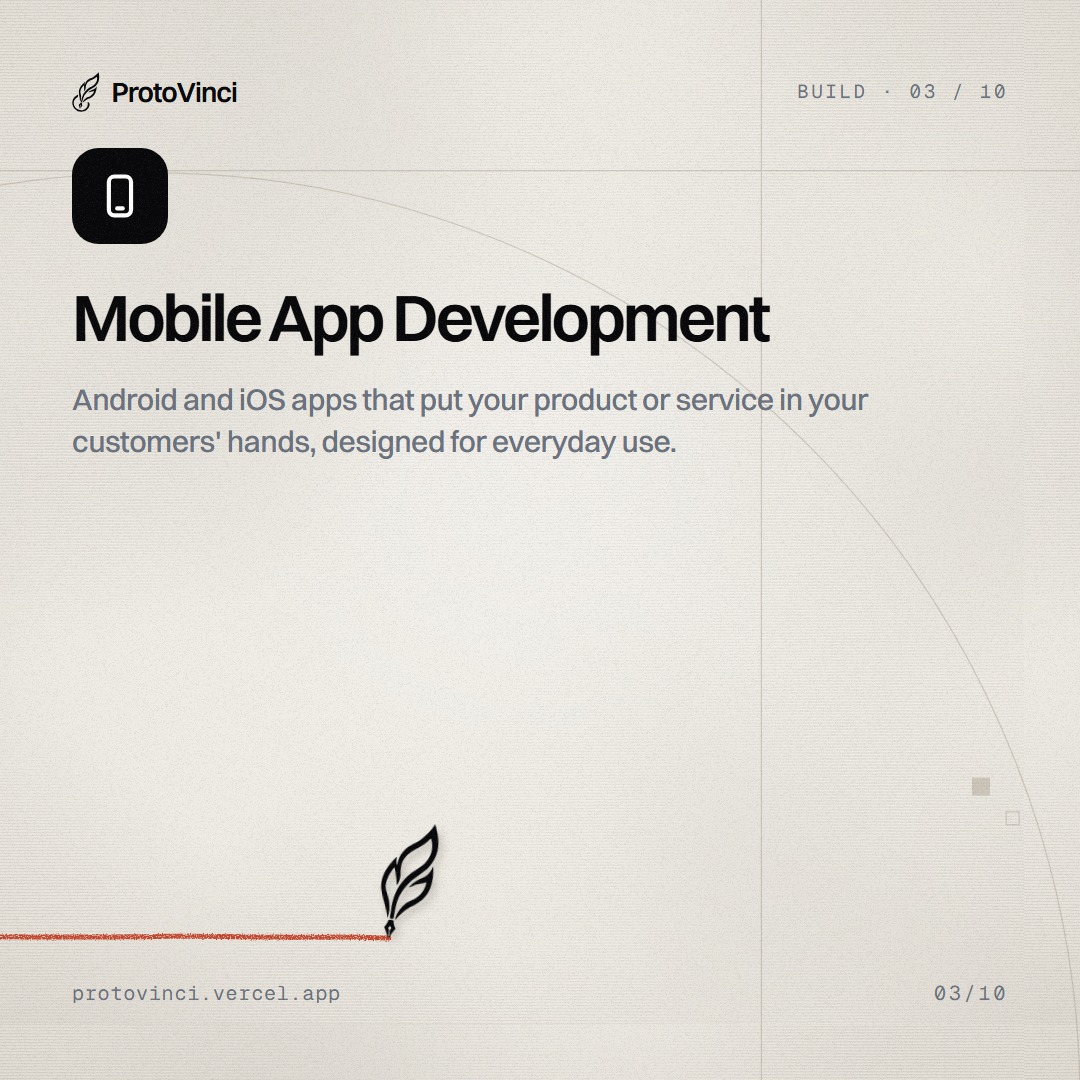 ProtoVinci
BUILD · 03 / 10
Mobile App Development
Android and iOS apps that put your product or service in your
customers' hands, designed for everyday use.
protovinci.vercel.app
03/10